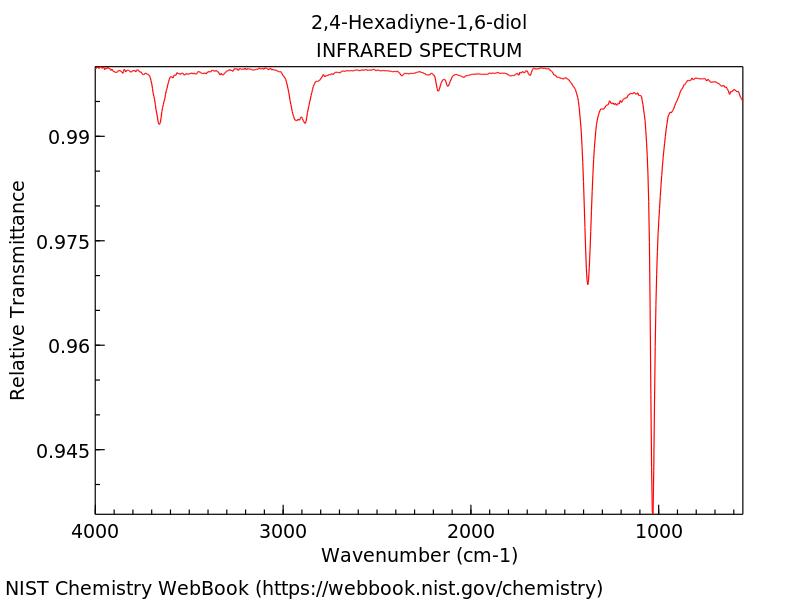 2,4-Hexadiyne-1,6-diol
INFRARED SPECTRUM
0.99
0.975
0.96
0.945
Relative Transmittance
4000 3000 2000 1000
Wavenumber (cm-1)
NIST Chemistry WebBook (https://webbook.nist.gov/chemistry)